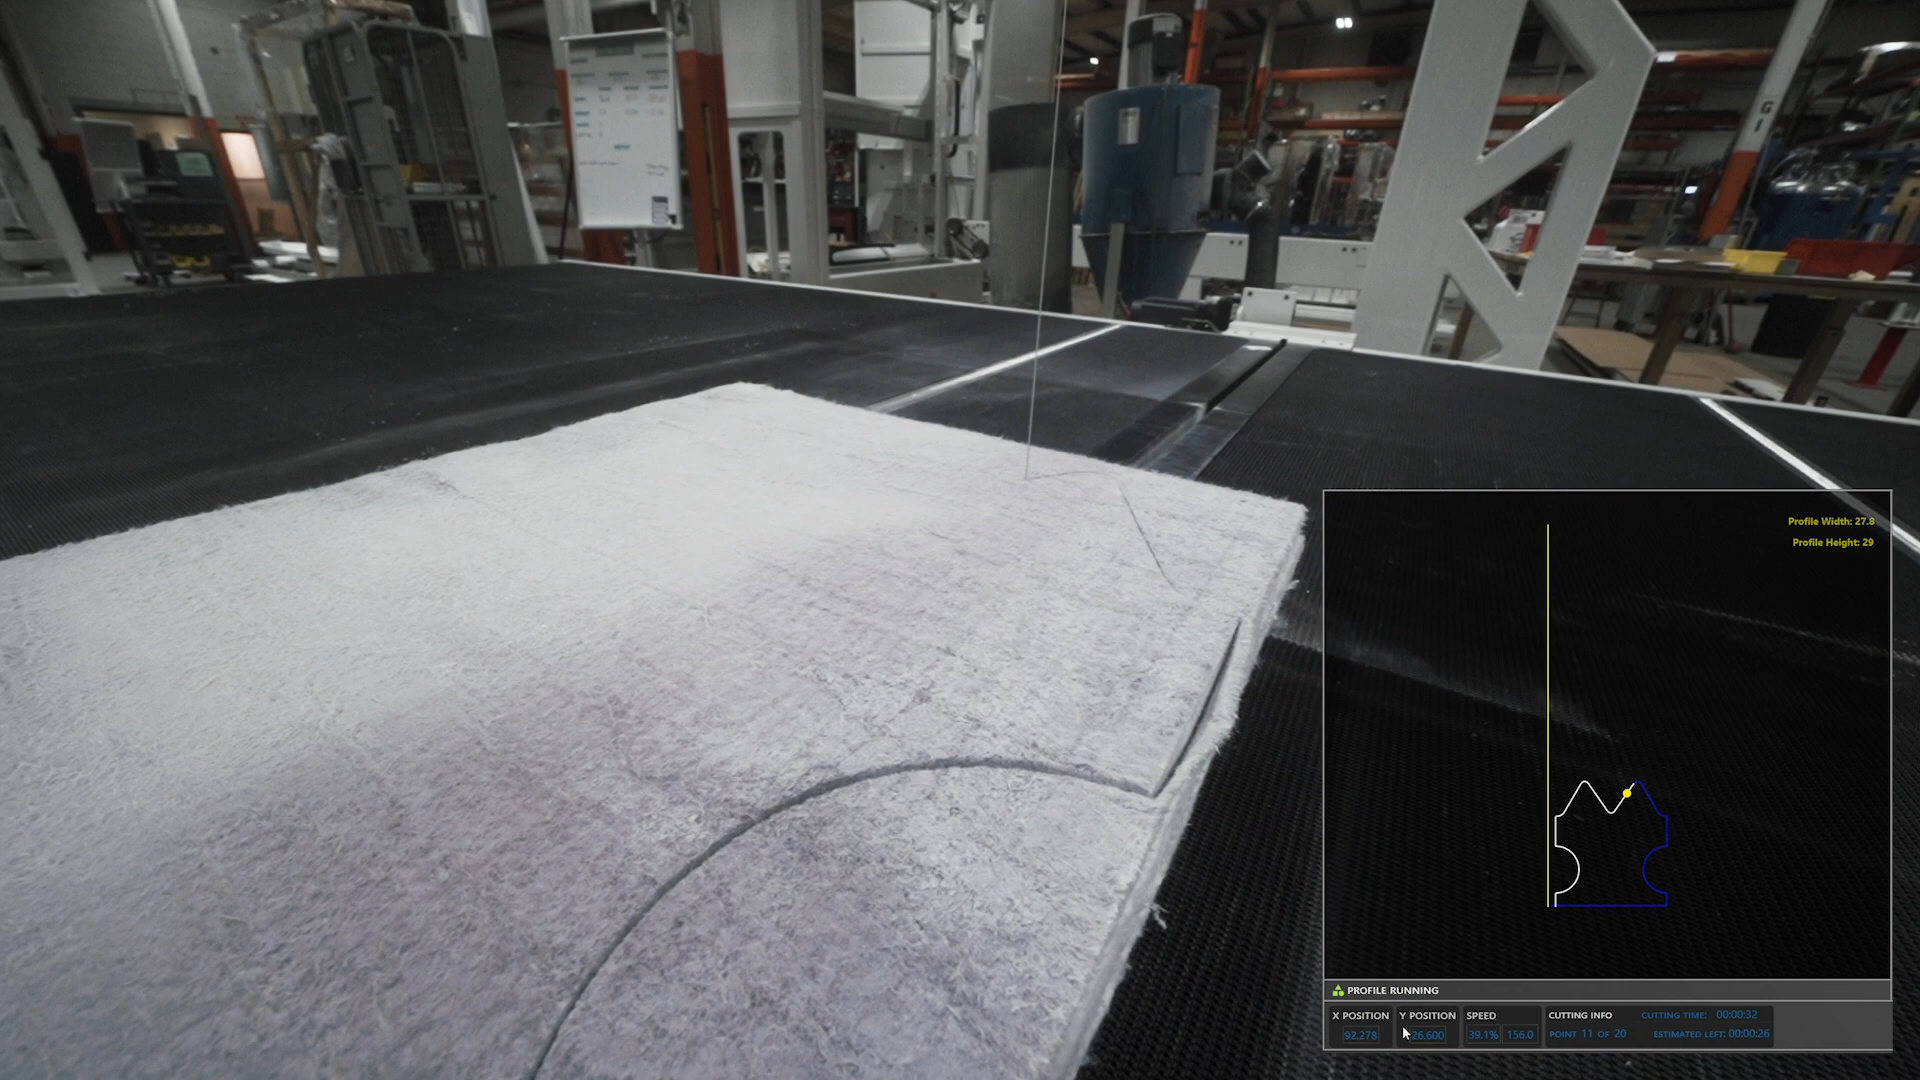 G
I
Profile Width: 27.8
Profile Height: 29
PROFILE RUNNING
X POSITION Y POSITION SPEED CUTTING INFO CUTTING TIME: 00:00:32
92.278 26.600 39.1% 156.0 POINT 11 OF 20 ESTIMATED LEFT: 00:00:26